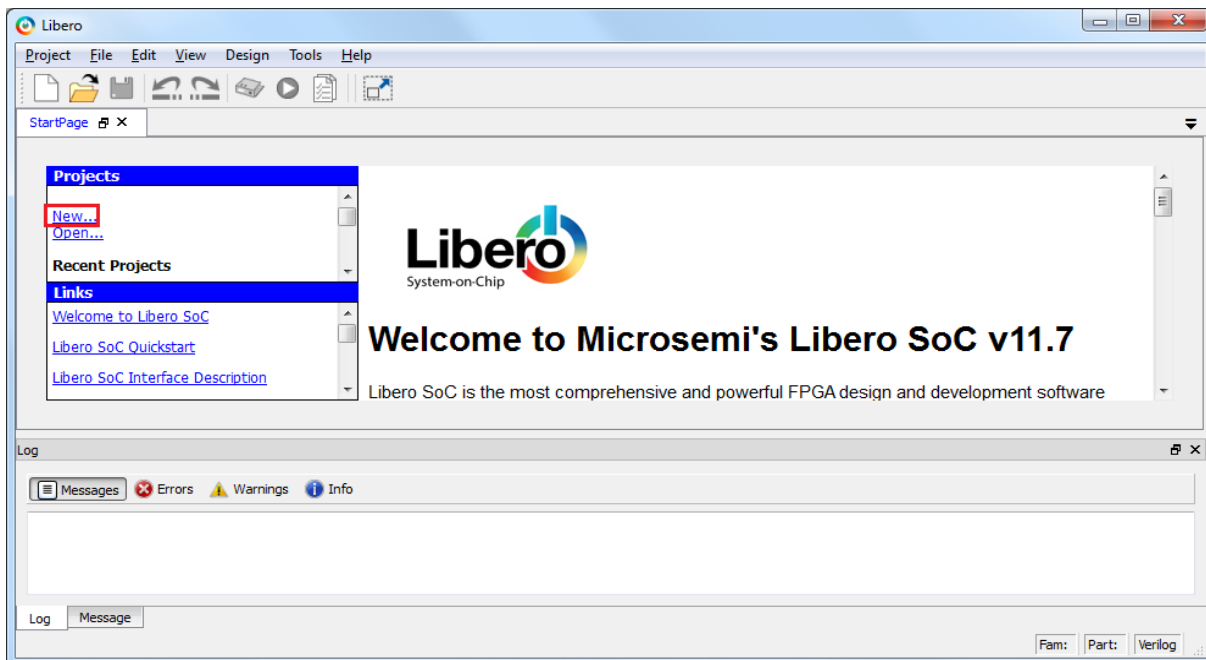 Libero
Project File Edit View Design Tools Help
StartPage
Projects
New...
Open...
Recent Projects
Links
Welcome to Libero SoC
Libero SoC Quickstart
Libero SoC Interface Description
Libero
System-on-Chip
Welcome to Microsemi's Libero SoC v11.7
Libero SoC is the most comprehensive and powerful FPGA design and development software
Log
Messages Errors Warnings Info
Log Message
Fam: Part: Verilog